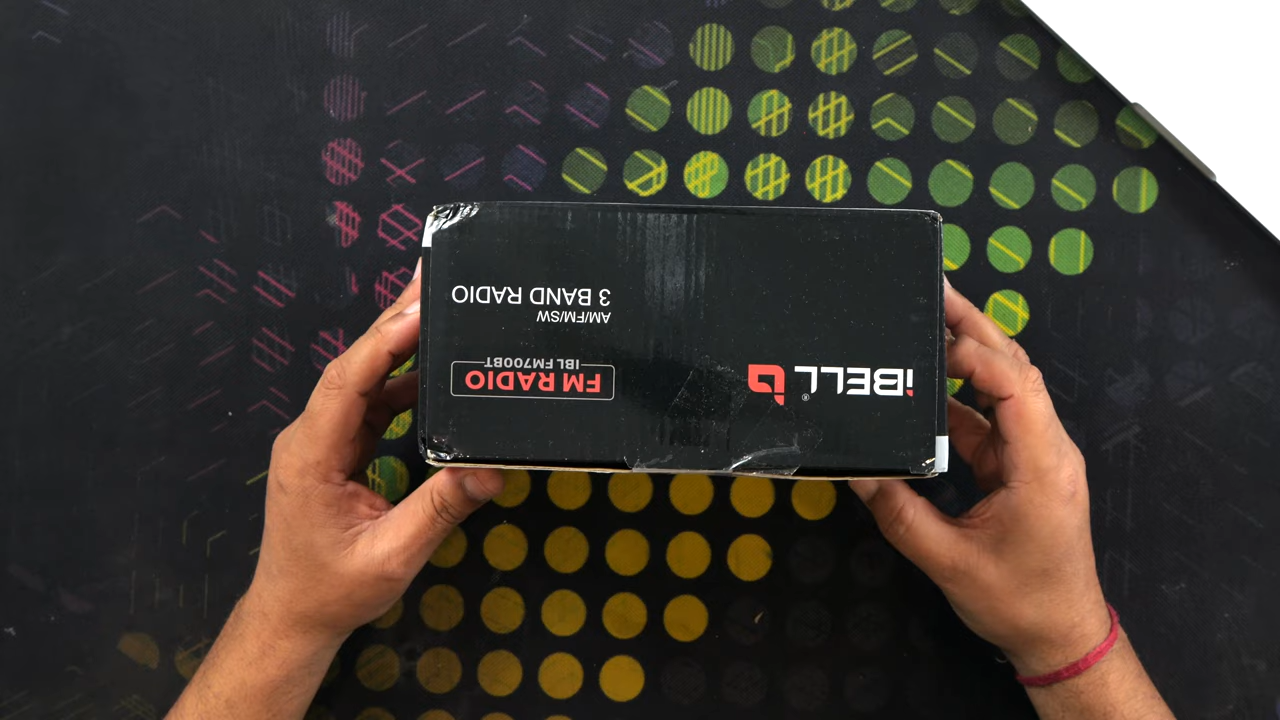 iBELL
®
FM RADIO
IBL FM700BT
AM/FM/SW
3 BAND RADIO